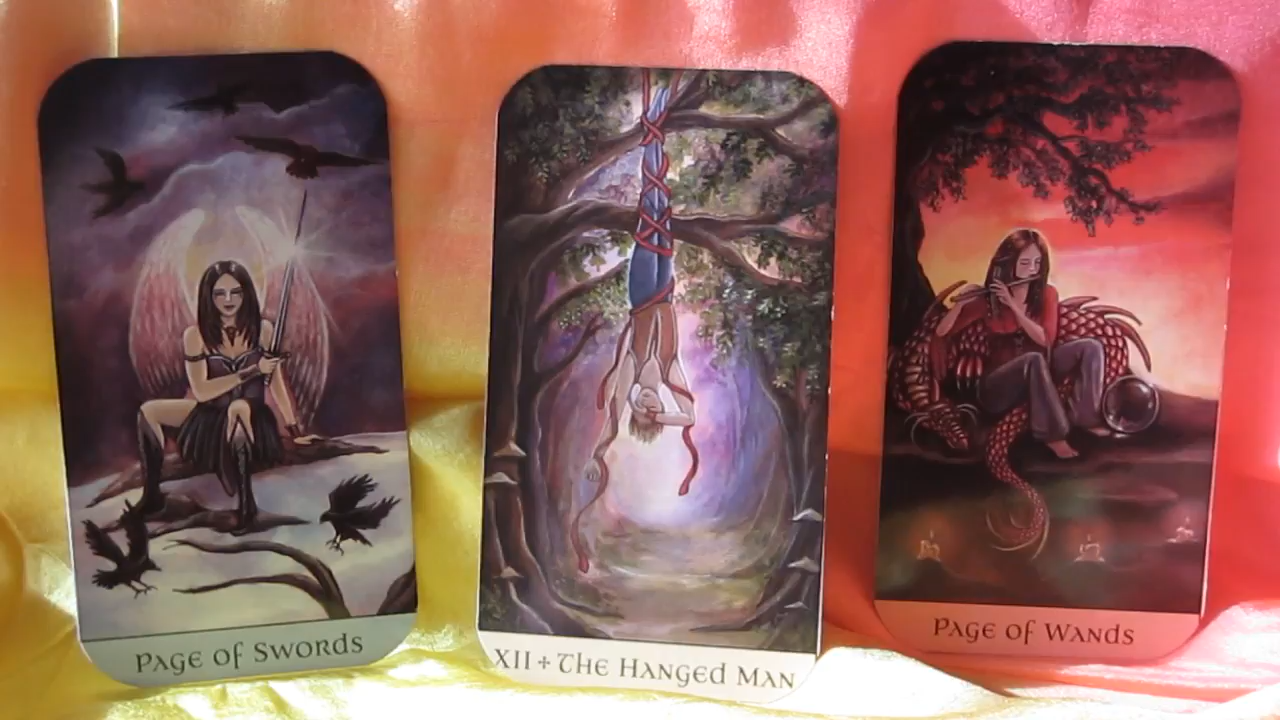 Page of Swords
XII + The Hanged Man
Page of Wands